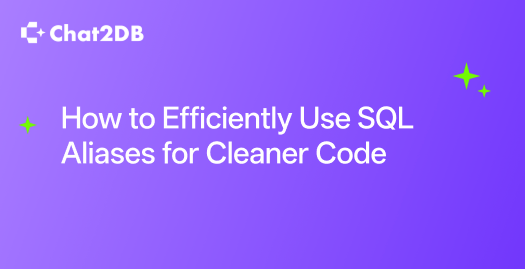 Chat2DB
How to Efficiently Use SQL
Aliases for Cleaner Code